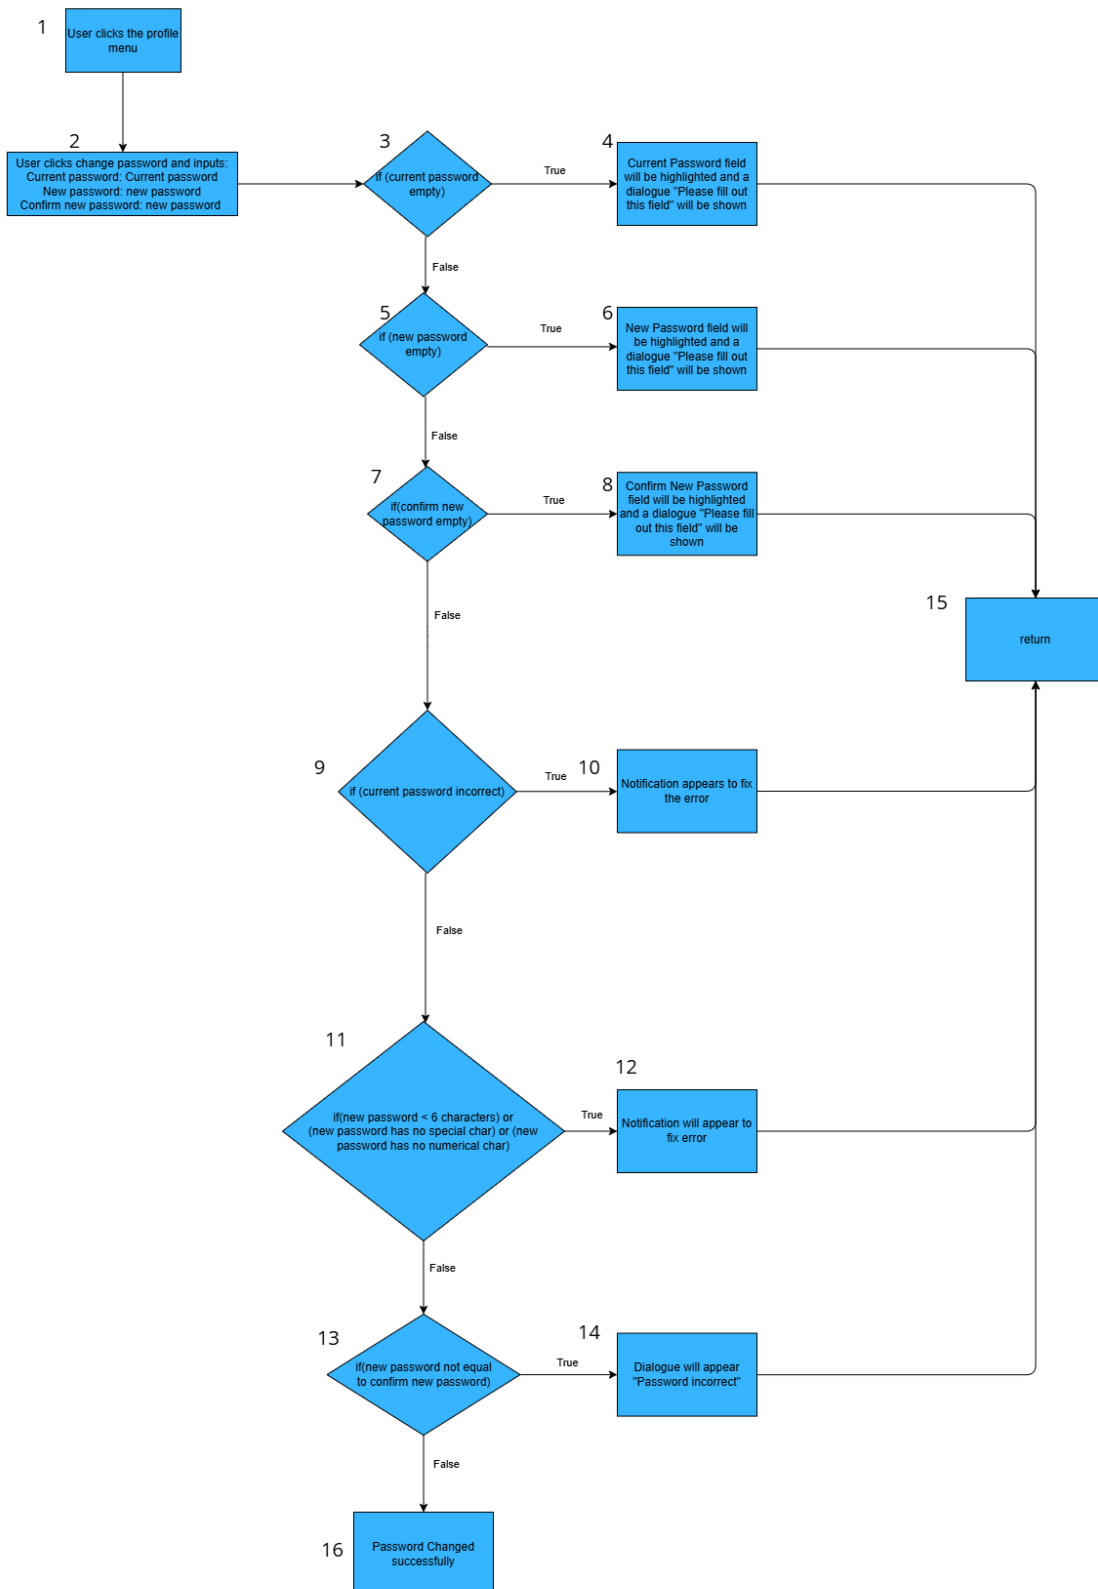 1
User clicks the profile
menu
2
User clicks change password and inputs:
Current password: Current password
New password: new password
Confirm new password: new password
3
if (current password
empty)
True
4
Current Password field
will be highlighted and a
dialogue "Please fill out
this field" will be shown
False
5
if (new password
empty)
True
6
New Password field will
be highlighted and a
dialogue "Please fill out
this field" will be shown
False
7
if(confirm new
password empty)
True
8
Confirm New Password
field will be highlighted
and a dialogue "Please fill
out this field" will be
shown
False
15
return
9
if (current password incorrect)
True
10
Notification appears to fix
the error
False
11
if(new password < 6 characters) or
(new password has no special char) or (new
password has no numerical char)
True
12
Notification will appear to
fix error
False
13
if(new password not equal
to confirm new password)
True
14
Dialogue will appear
"Password incorrect"
False
16
Password Changed
successfully